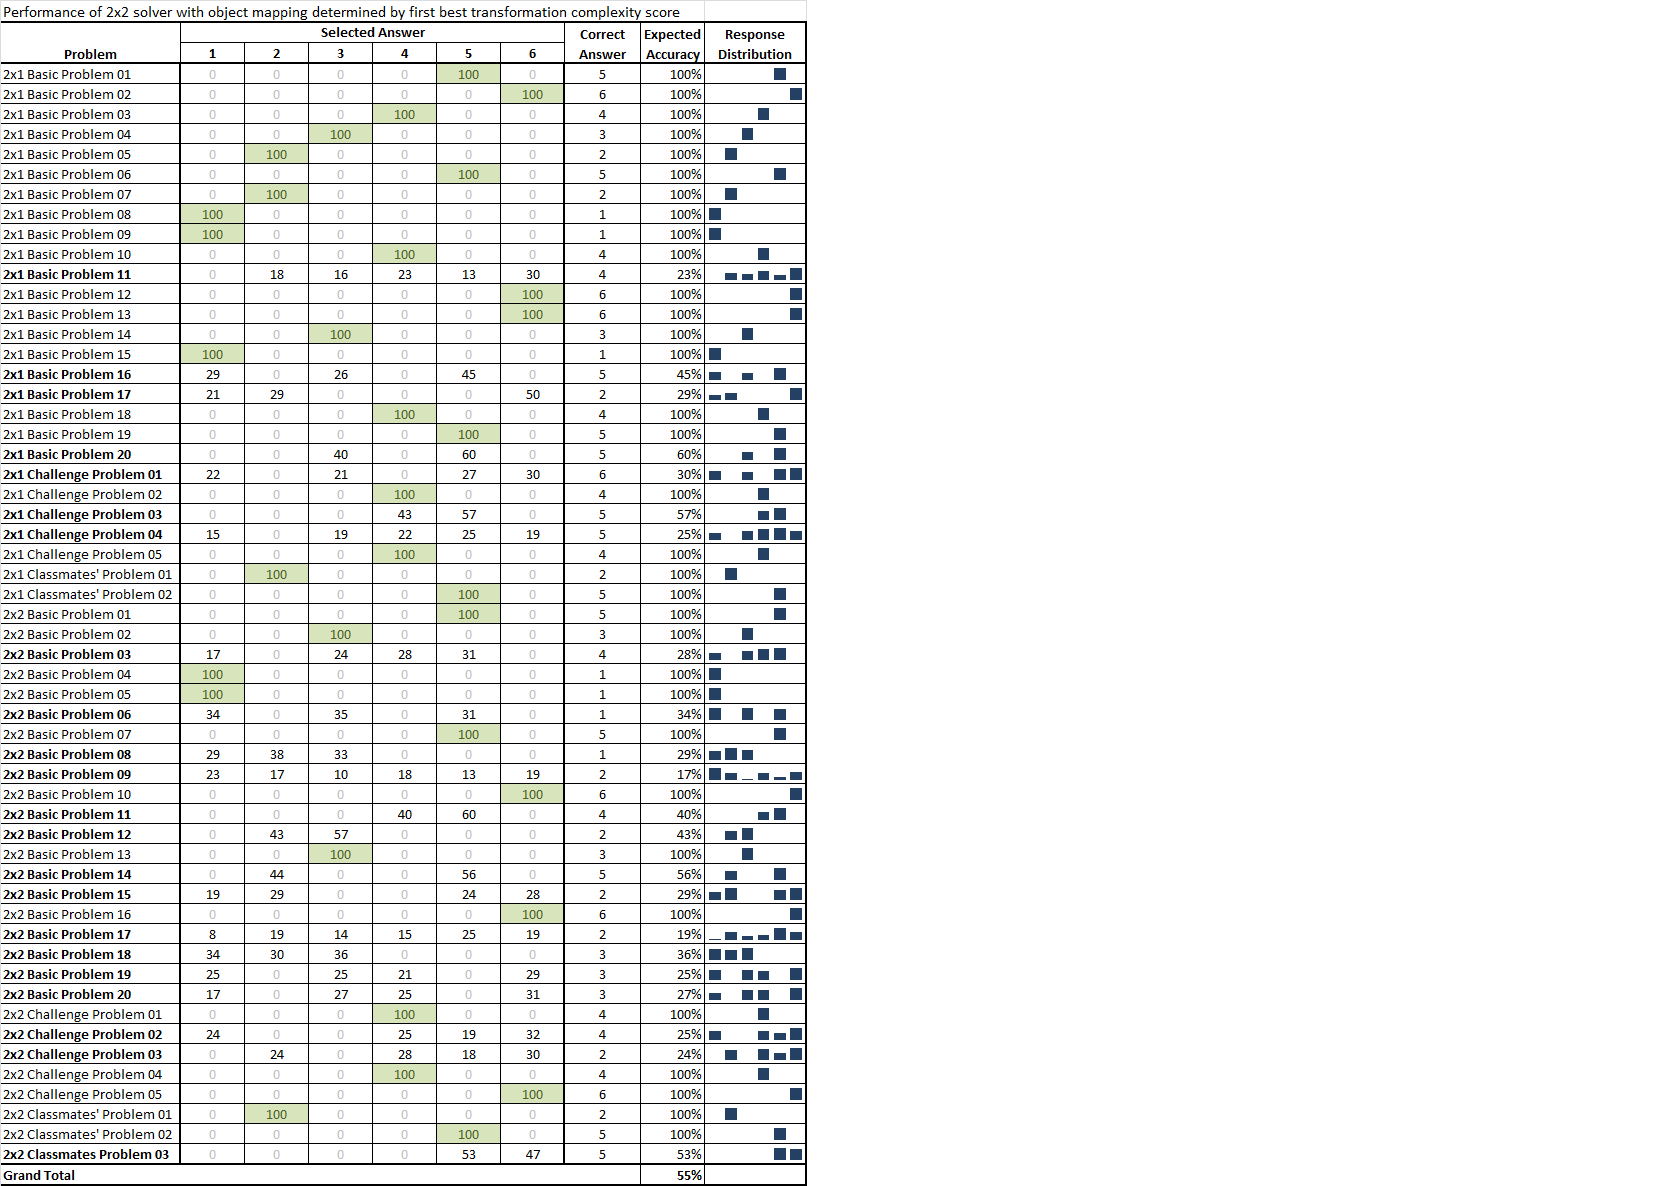 Performance of 2x2 solver with object mapping determined by first best transformation complexity score
Selected Answer Correct Expected Response
Problem 1 2 3 4 5 6 Answer Accuracy Distribution
2x1 Basic Problem 01 0 0 0 0 100 0 5 100%
2x1 Basic Problem 02 0 0 0 0 0 100 6 100%
2x1 Basic Problem 03 0 0 0 100 0 0 4 100%
2x1 Basic Problem 04 0 0 100 0 0 0 3 100%
2x1 Basic Problem 05 0 100 0 0 0 0 2 100%
2x1 Basic Problem 06 0 0 0 0 100 0 5 100%
2x1 Basic Problem 07 0 100 0 0 0 0 2 100%
2x1 Basic Problem 08 100 0 0 0 0 0 1 100%
2x1 Basic Problem 09 100 0 0 0 0 0 1 100%
2x1 Basic Problem 10 0 0 0 100 0 0 4 100%
2x1 Basic Problem 11 0 18 16 23 13 30 4 23%
2x1 Basic Problem 12 0 0 0 0 0 100 6 100%
2x1 Basic Problem 13 0 0 0 0 0 100 6 100%
2x1 Basic Problem 14 0 0 100 0 0 0 3 100%
2x1 Basic Problem 15 100 0 0 0 0 0 1 100%
2x1 Basic Problem 16 29 0 26 0 45 0 5 45%
2x1 Basic Problem 17 21 29 0 0 0 50 2 29%
2x1 Basic Problem 18 0 0 0 100 0 0 4 100%
2x1 Basic Problem 19 0 0 0 0 100 0 5 100%
2x1 Basic Problem 20 0 0 40 0 60 0 5 60%
2x1 Challenge Problem 01 22 0 21 0 27 30 6 30%
2x1 Challenge Problem 02 0 0 0 100 0 0 4 100%
2x1 Challenge Problem 03 0 0 0 43 57 0 5 57%
2x1 Challenge Problem 04 15 0 19 22 25 19 5 25%
2x1 Challenge Problem 05 0 0 0 100 0 0 4 100%
2x1 Classmates' Problem 01 0 100 0 0 0 0 2 100%
2x1 Classmates' Problem 02 0 0 0 0 100 0 5 100%
2x2 Basic Problem 01 0 0 0 0 100 0 5 100%
2x2 Basic Problem 02 0 0 100 0 0 0 3 100%
2x2 Basic Problem 03 17 0 24 28 31 0 4 28%
2x2 Basic Problem 04 100 0 0 0 0 0 1 100%
2x2 Basic Problem 05 100 0 0 0 0 0 1 100%
2x2 Basic Problem 06 34 0 35 0 31 0 1 34%
2x2 Basic Problem 07 0 0 0 0 100 0 5 100%
2x2 Basic Problem 08 29 38 33 0 0 0 1 29%
2x2 Basic Problem 09 23 17 10 18 13 19 2 17%
2x2 Basic Problem 10 0 0 0 0 0 100 6 100%
2x2 Basic Problem 11 0 0 0 40 60 0 4 40%
2x2 Basic Problem 12 0 43 57 0 0 0 2 43%
2x2 Basic Problem 13 0 0 100 0 0 0 3 100%
2x2 Basic Problem 14 0 44 0 0 56 0 5 56%
2x2 Basic Problem 15 19 29 0 0 24 28 2 29%
2x2 Basic Problem 16 0 0 0 0 0 100 6 100%
2x2 Basic Problem 17 8 19 14 15 25 19 2 19%
2x2 Basic Problem 18 34 30 36 0 0 0 3 36%
2x2 Basic Problem 19 25 0 25 21 0 29 3 25%
2x2 Basic Problem 20 17 0 27 25 0 31 3 27%
2x2 Challenge Problem 01 0 0 0 100 0 0 4 100%
2x2 Challenge Problem 02 24 0 0 25 19 32 4 25%
2x2 Challenge Problem 03 0 24 0 28 18 30 2 24%
2x2 Challenge Problem 04 0 0 0 100 0 0 4 100%
2x2 Challenge Problem 05 0 0 0 0 0 100 6 100%
2x2 Classmates' Problem 01 0 100 0 0 0 0 2 100%
2x2 Classmates' Problem 02 0 0 0 0 100 0 5 100%
2x2 Classmates Problem 03 0 0 0 0 53 47 5 53%
Grand Total 55%